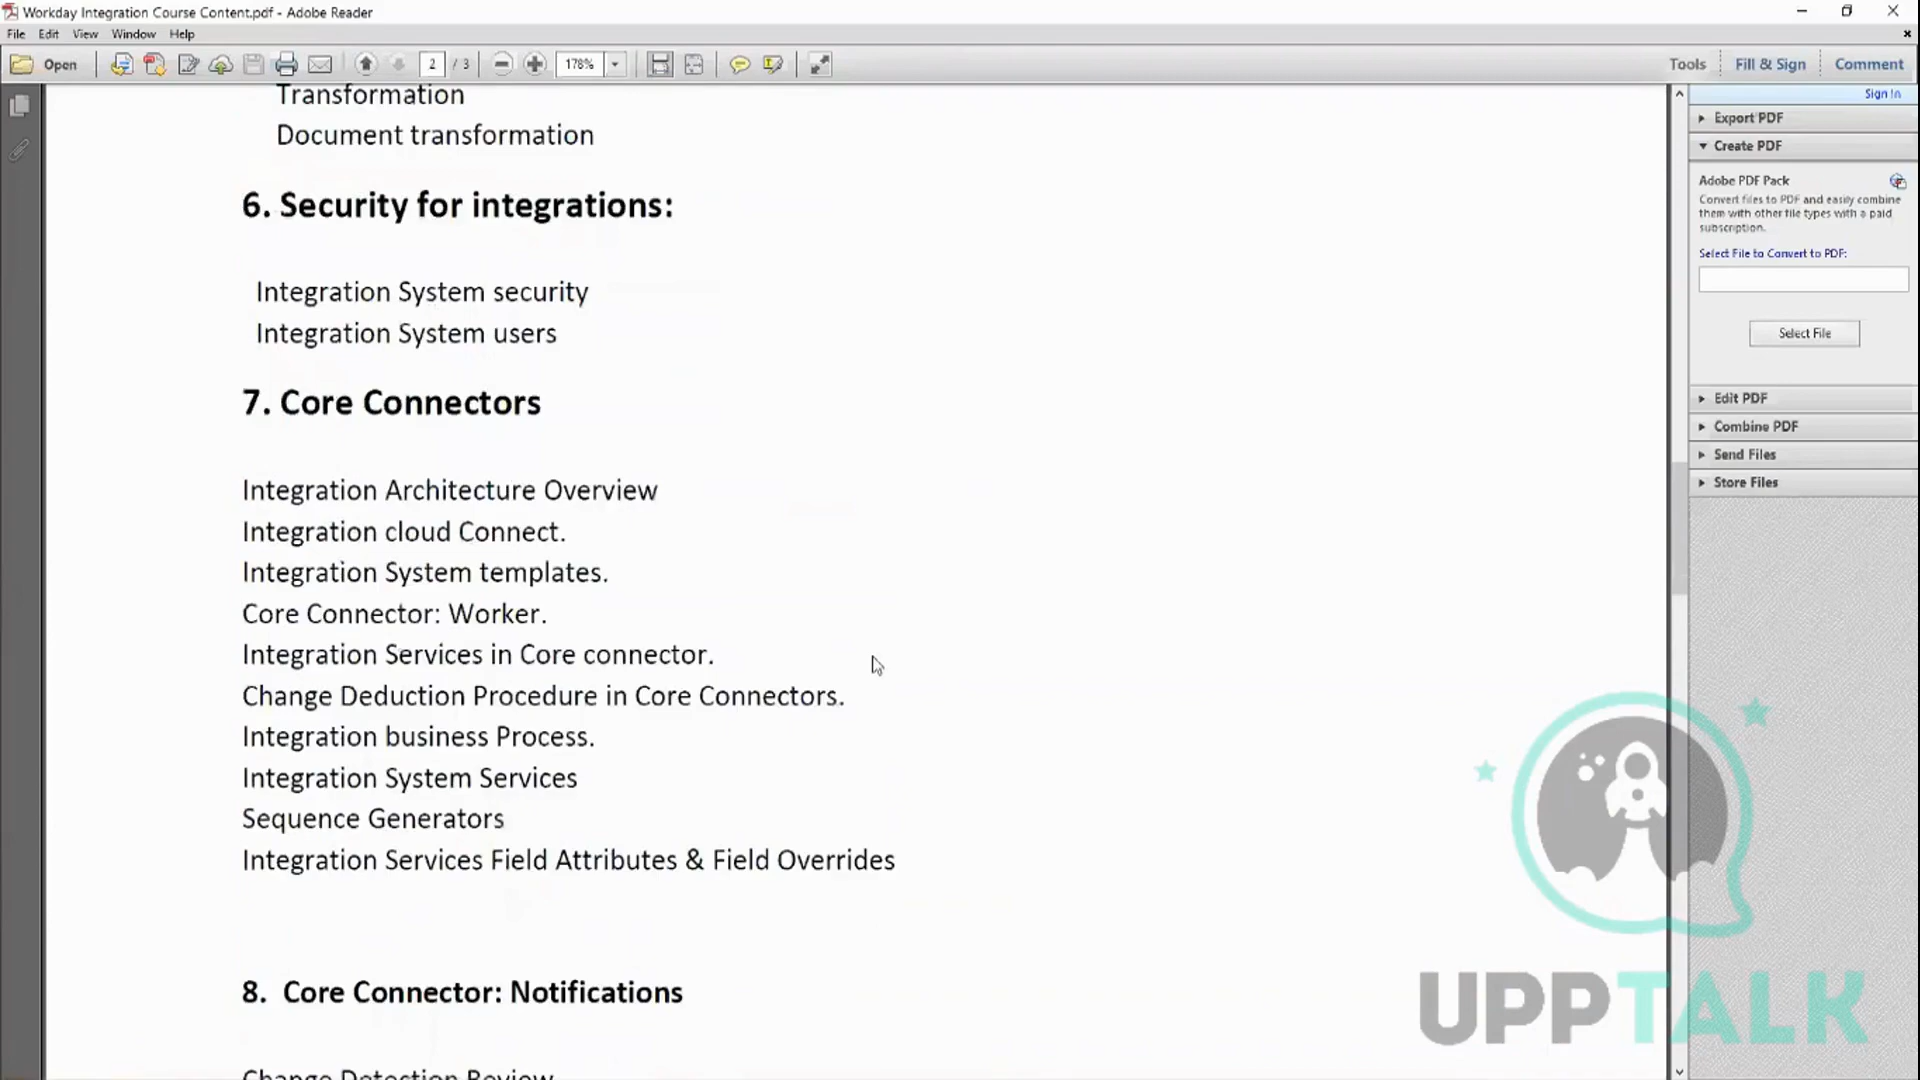 Workday Integration Course Content.pdf - Adobe Reader
File Edit View Window Help
Open 2 / 3 178% Tools Fill & Sign Comment
Sign In
Export PDF
Create PDF
Adobe PDF Pack
Convert files to PDF and easily combine
them with other file types with a paid
subscription.
Select File to Convert to PDF:
Select File
Edit PDF
Combine PDF
Send Files
Store Files
Transformation
Document transformation
6. Security for integrations:
Integration System security
Integration System users
7. Core Connectors
Integration Architecture Overview
Integration cloud Connect.
Integration System templates.
Core Connector: Worker.
Integration Services in Core connector.
Change Deduction Procedure in Core Connectors.
Integration business Process.
Integration System Services
Sequence Generators
Integration Services Field Attributes & Field Overrides
8. Core Connector: Notifications
Change Detection Review
UPPTALK